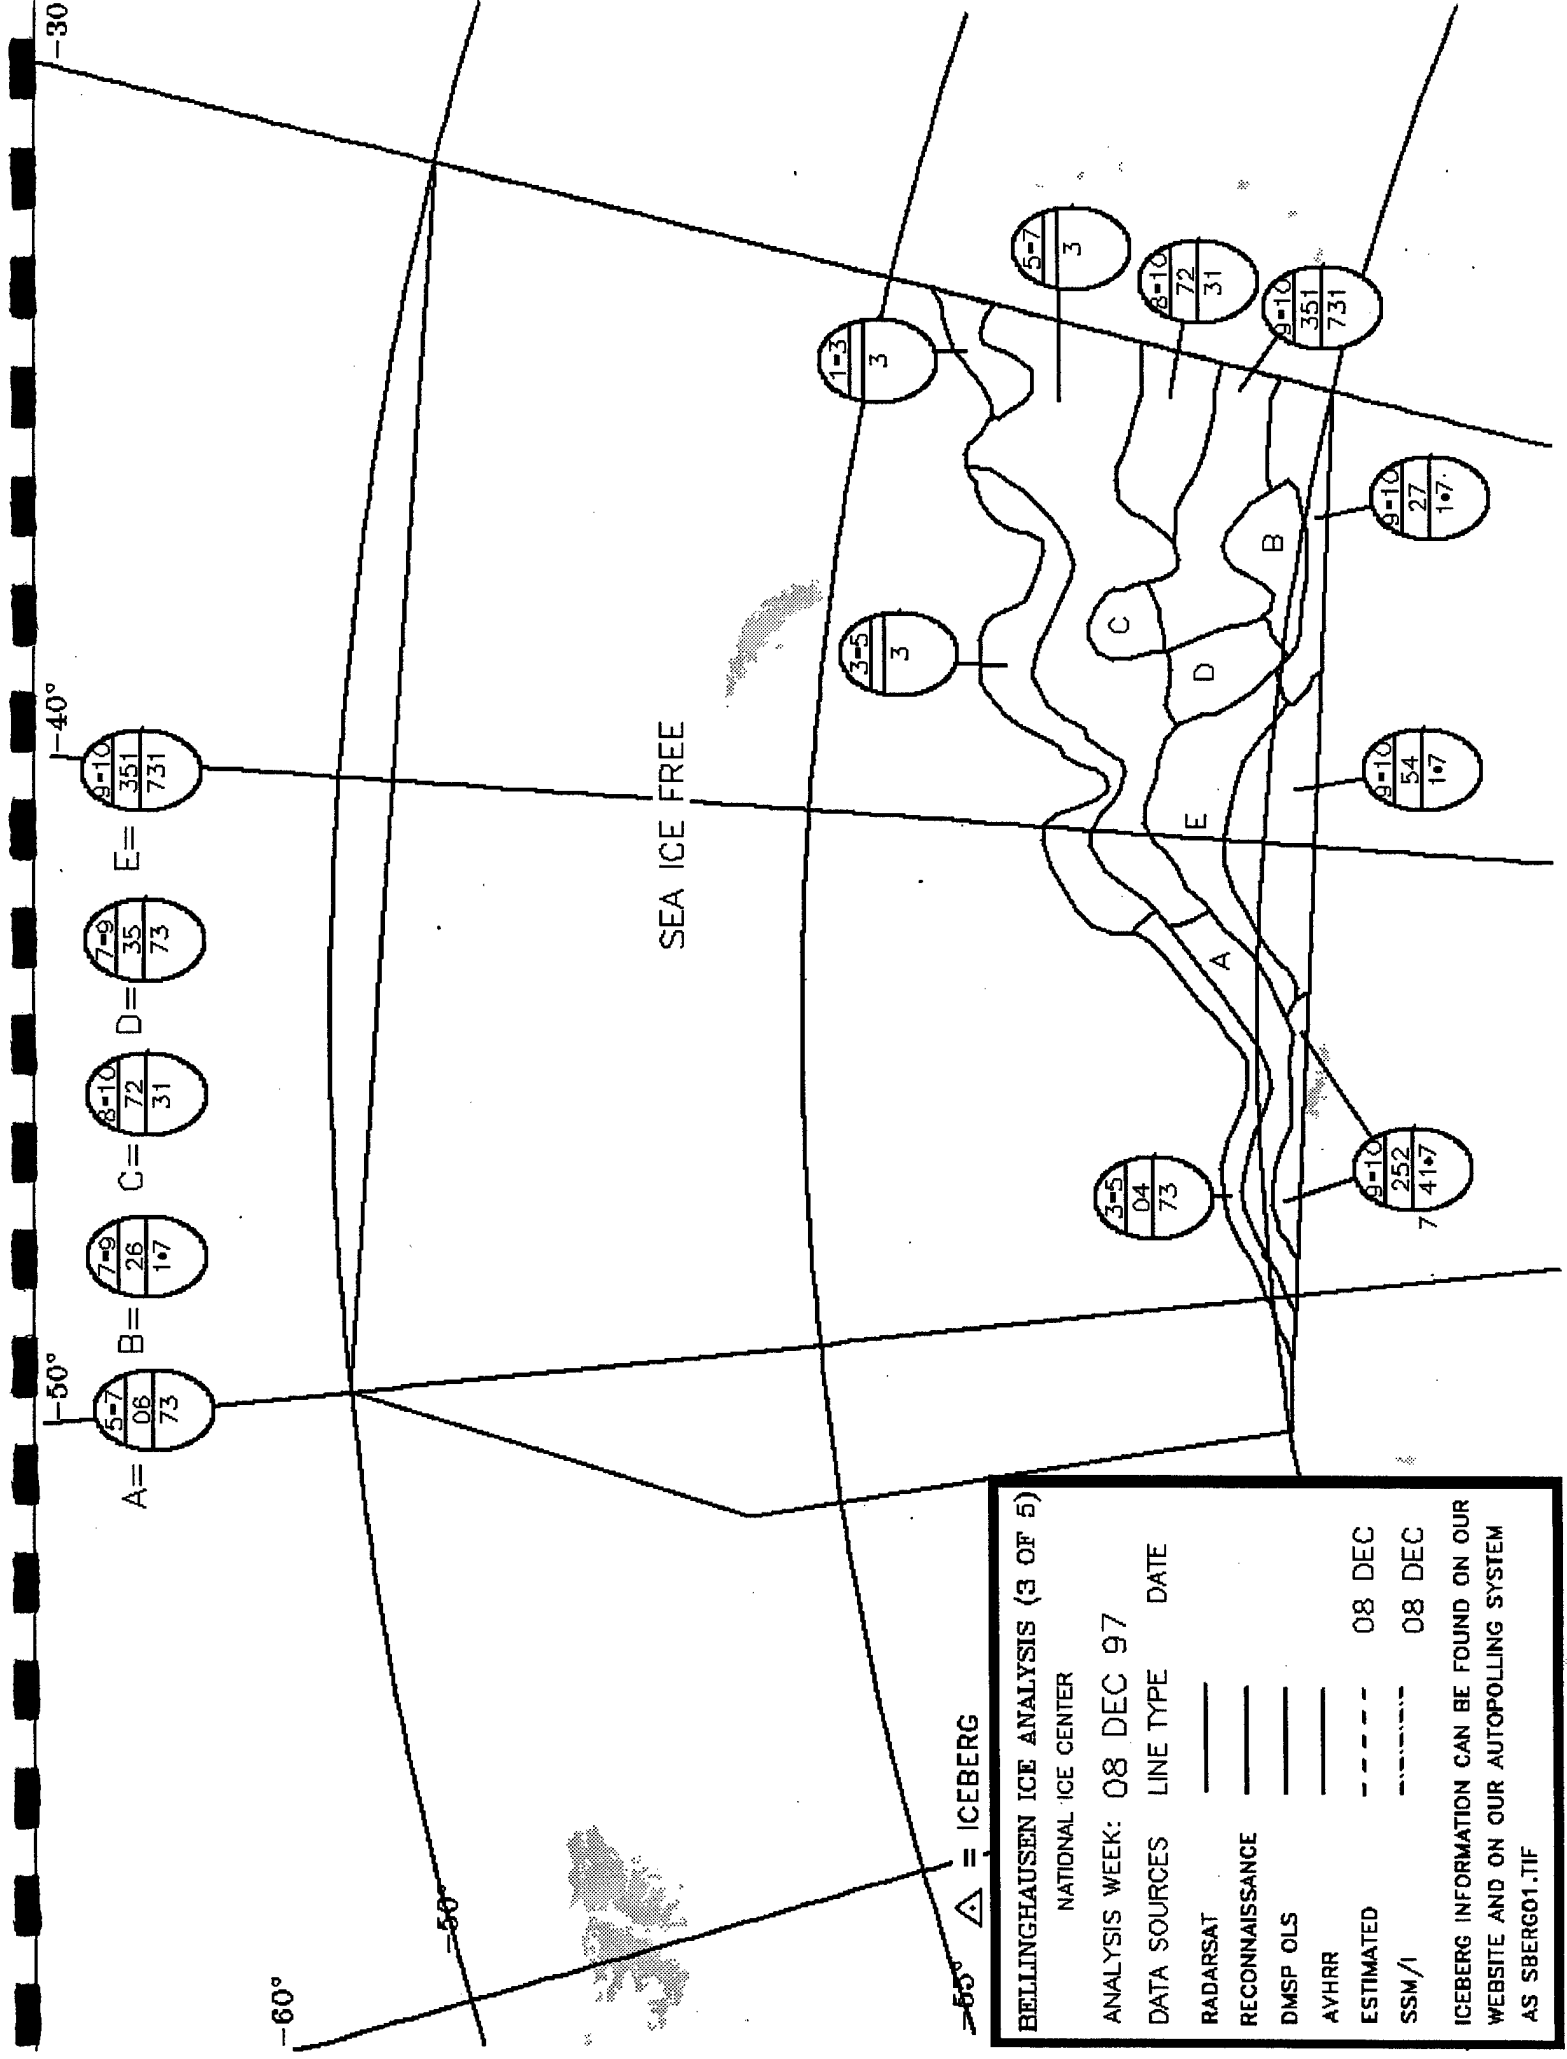 -60°
-50°
-40°
-30
A=
5-7
06
73
B=
7-9
26
1•7
C=
8-10
72
31
D=
7-9
35
73
E=
9-10
351
731
-50°
SEA ICE FREE
-55°
1-3
3
3-5
3
5-7
3
8-10
72
31
9-10
351
731
9-10
27
1•7
9-10
54
1•7
3-5
04
73
9-10
252
41•7
7
A
B
C
D
E
= ICEBERG
BELLINGHAUSEN ICE ANALYSIS (3 OF 5)
NATIONAL ICE CENTER
ANALYSIS WEEK: 08 DEC 97
DATA SOURCES LINE TYPE DATE
RADARSAT
RECONNAISSANCE
DMSP OLS
AVHRR
ESTIMATED 08 DEC
SSM/I 08 DEC
ICEBERG INFORMATION CAN BE FOUND ON OUR
WEBSITE AND ON OUR AUTOPOLLING SYSTEM
AS SBERG01.TIF